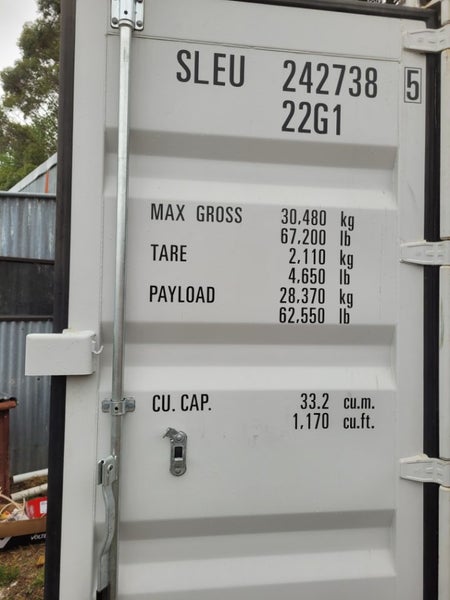 SLEU 242738 5
22G1
MAX GROSS 30,480 kg
67,200 lb
TARE 2,110 kg
4,650 lb
PAYLOAD 28,370 kg
62,550 lb
CU. CAP. 33.2 cu.m.
1,170 cu.ft.